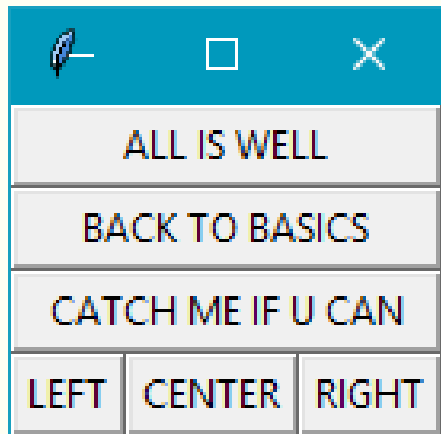 ALL IS WELL
BACK TO BASICS
CATCH ME IF U CAN
LEFT CENTER RIGHT